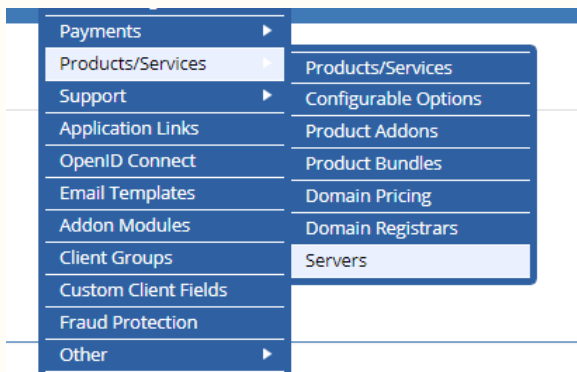 Payments
Products/Services
Support
Application Links
OpenID Connect
Email Templates
Addon Modules
Client Groups
Custom Client Fields
Fraud Protection
Other
Products/Services
Configurable Options
Product Addons
Product Bundles
Domain Pricing
Domain Registrars
Servers